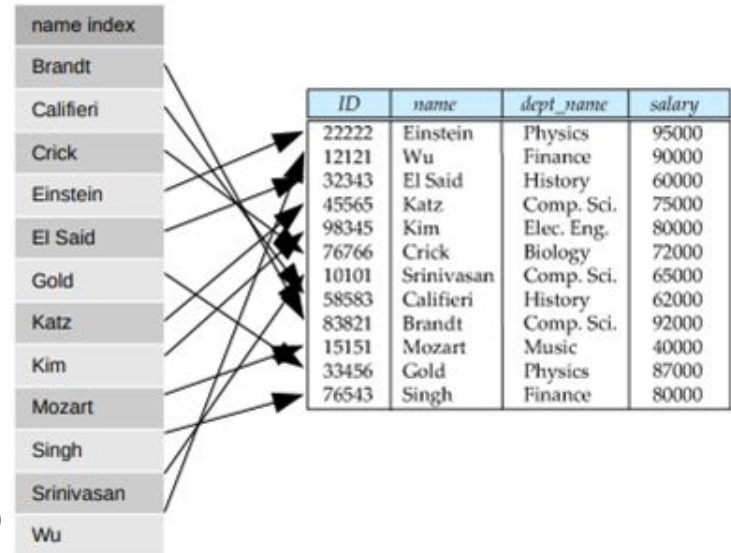 name index
Brandt
Califieri
Crick
Einstein
El Said
Gold
Katz
Kim
Mozart
Singh
Srinivasan
Wu
ID name dept_name salary
22222 Einstein Physics 95000
12121 Wu Finance 90000
32343 El Said History 60000
45565 Katz Comp. Sci. 75000
98345 Kim Elec. Eng. 80000
76766 Crick Biology 72000
10101 Srinivasan Comp. Sci. 65000
58583 Califieri History 62000
83821 Brandt Comp. Sci. 92000
15151 Mozart Music 40000
33456 Gold Physics 87000
76543 Singh Finance 80000